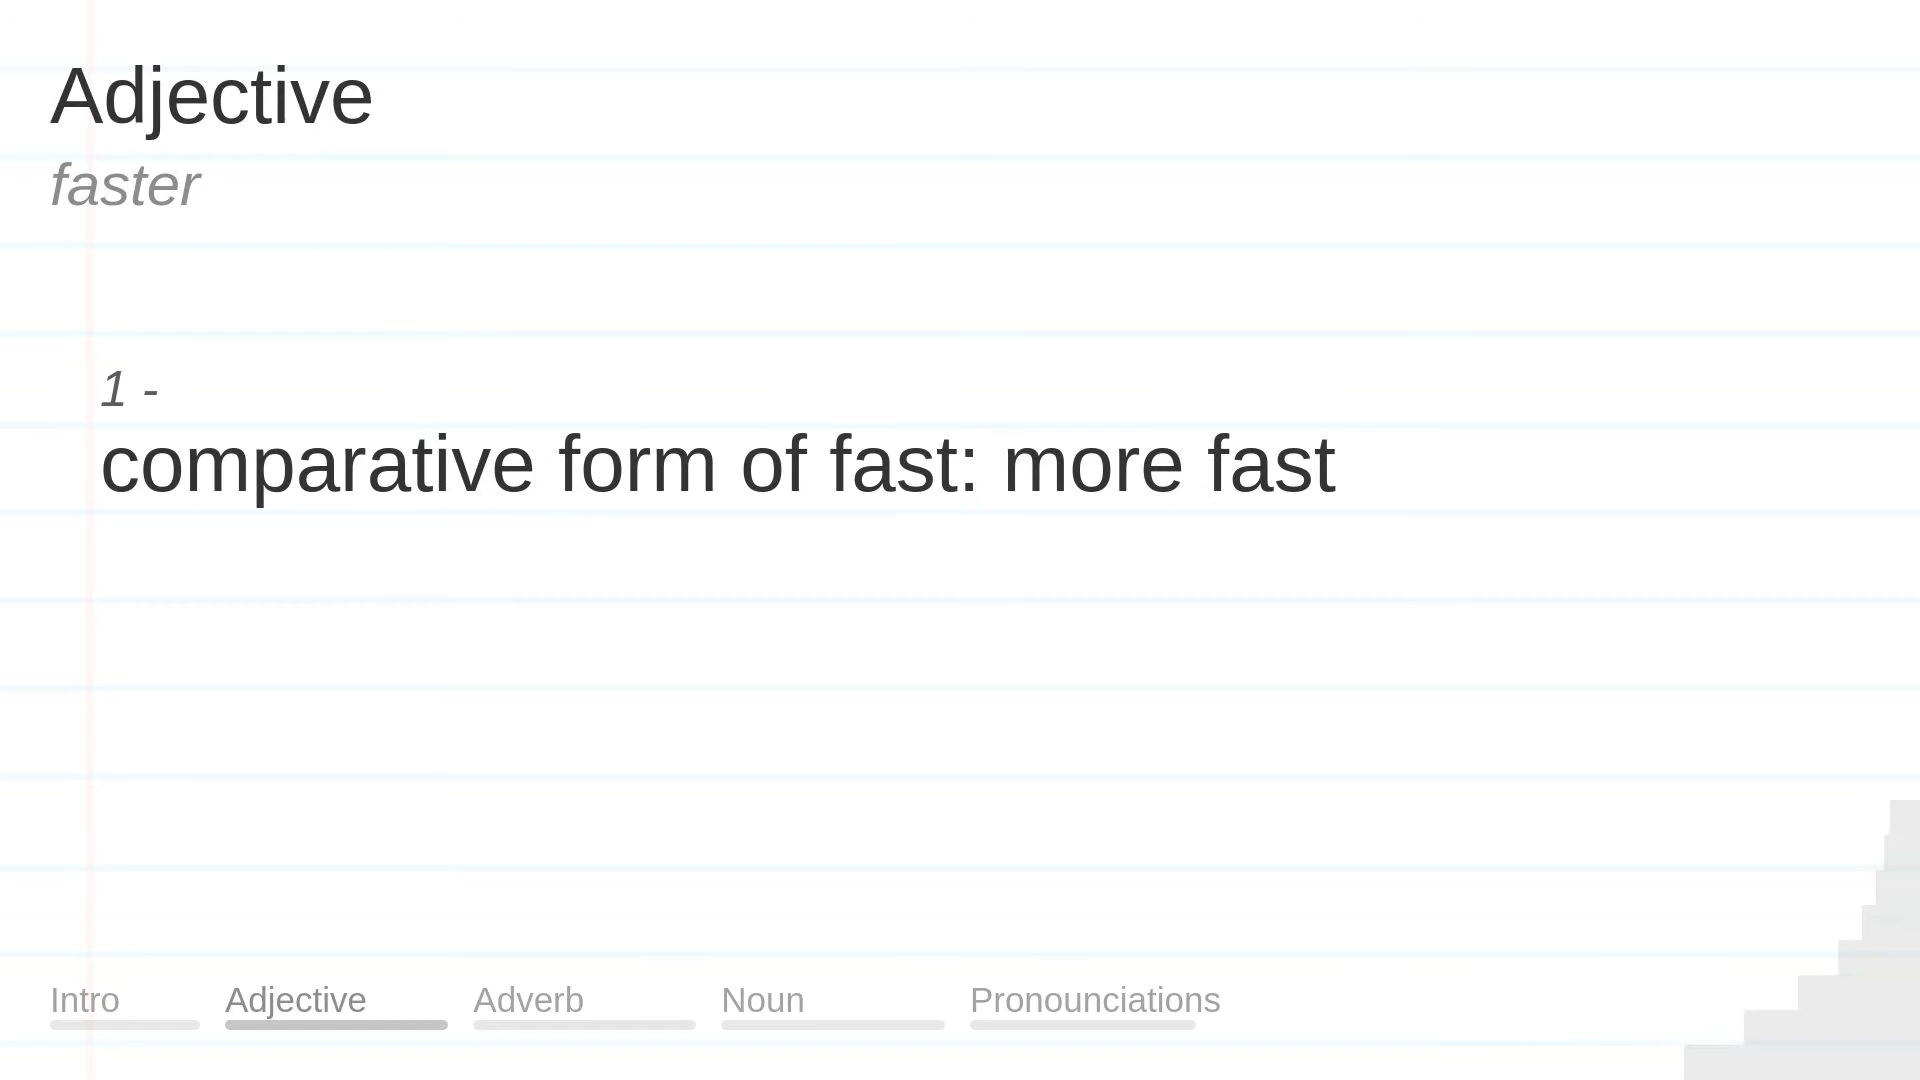 Adjective
faster
1 -
comparative form of fast: more fast
Intro Adjective Adverb Noun Pronounciations